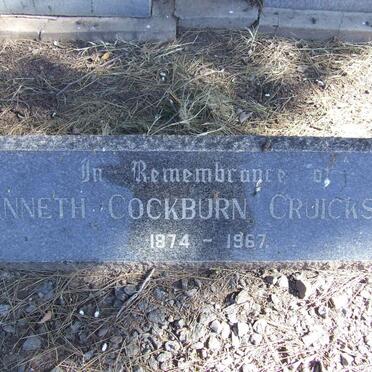 In Remembrance of
NNETH COCKBURN CRUICKS
1874 - 1967